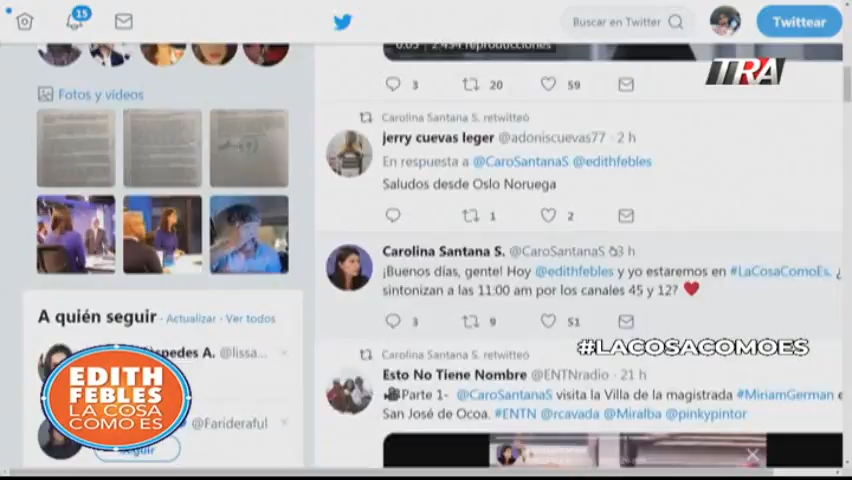 15
Buscar en Twitter
Twittear
0:03 2.494 reproducciones
TRA
3 20 59
Fotos y videos
Carolina Santana S. retwitteó
jerry cuevas leger @adoniscuevas77 · 2 h
En respuesta a @CaroSantanaS @edithfebles
Saludos desde Oslo Noruega
1 2
Carolina Santana S. @CaroSantanaS 3 h
¡Buenos días, gente! Hoy @edithfebles y yo estaremos en #LaCosaComoEs. ¿
sintonizan a las 11:00 am por los canales 45 y 12?
3 9 51
A quién seguir · Actualizar · Ver todos
#LACOSACOMOES
Carolina Santana S. retwitteó
spedes A. @lissa...
Esto No Tiene Nombre @ENTNradio · 21 h
Parte 1- @CaroSantanaS visita la Villa de la magistrada #MiriamGerman e
San José de Ocoa. #ENTN @rcavada @Miralba @pinkypintor
@Farideraful
Seguir
EDITH
FEBLES
LA COSA
COMO ES